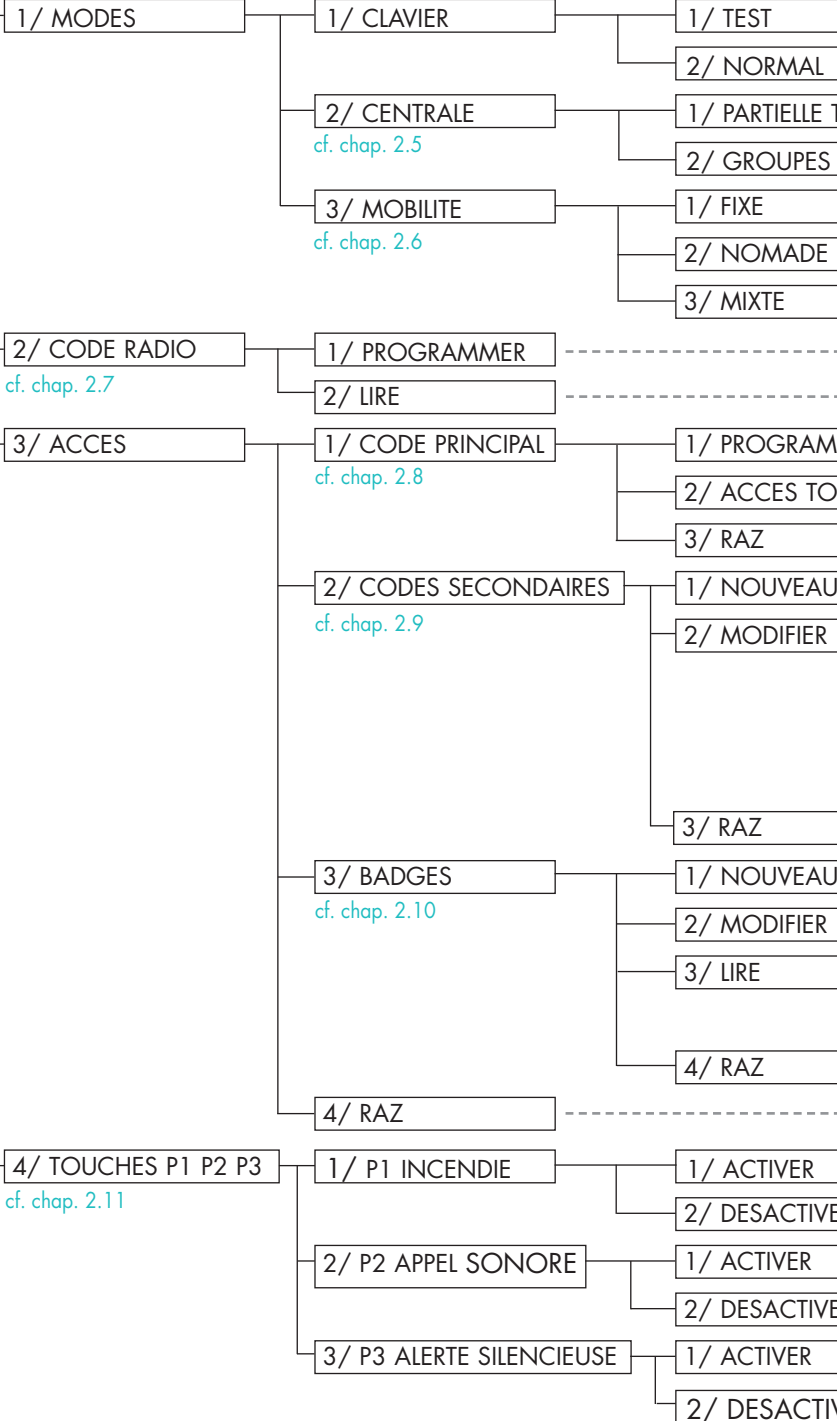 1/ MODES
1/ CLAVIER
1/ TEST
2/ NORMAL
2/ CENTRALE
cf. chap. 2.5
1/ PARTIELLE
2/ GROUPES
3/ MOBILITE
cf. chap. 2.6
1/ FIXE
2/ NOMADE
3/ MIXTE
2/ CODE RADIO
cf. chap. 2.7
1/ PROGRAMMER
2/ LIRE
3/ ACCES
1/ CODE PRINCIPAL
cf. chap. 2.8
1/ PROGRAM
2/ ACCES TO
3/ RAZ
2/ CODES SECONDAIRES
cf. chap. 2.9
1/ NOUVEAU
2/ MODIFIER
3/ RAZ
3/ BADGES
cf. chap. 2.10
1/ NOUVEAU
2/ MODIFIER
3/ LIRE
4/ RAZ
4/ RAZ
4/ TOUCHES P1 P2 P3
cf. chap. 2.11
1/ P1 INCENDIE
1/ ACTIVER
2/ DESACTIVE
2/ P2 APPEL SONORE
1/ ACTIVER
2/ DESACTIVE
3/ P3 ALERTE SILENCIEUSE
1/ ACTIVER
2/ DESACTIV